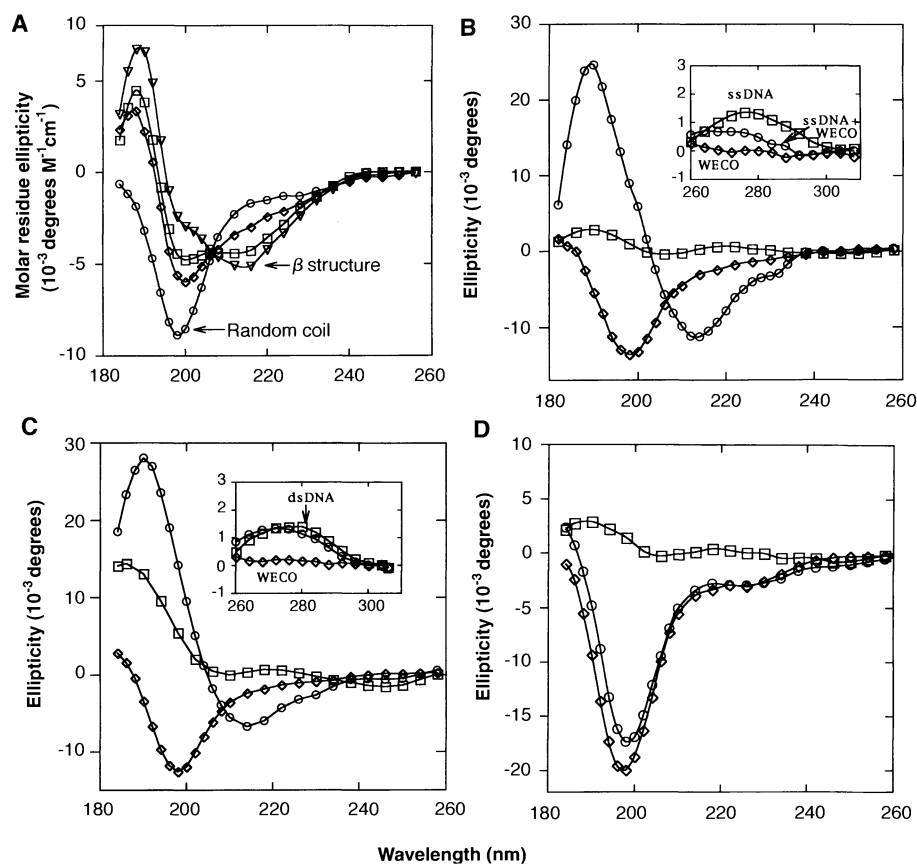 A
10
5
0
-5
-10
Molar residue ellipticity
(10⁻³ degrees M⁻¹cm⁻¹)
β structure
Random coil
180 200 220 240 260
B
30
20
10
0
-10
Ellipticity (10⁻³ degrees)
3
2
1
0
-1
ssDNA
ssDNA+
WECO
WECO
260 280 300
180 200 220 240 260
C
30
20
10
0
-10
Ellipticity (10⁻³ degrees)
3
2
1
0
-1
dsDNA
WECO
260 280 300
180 200 220 240 260
D
10
5
0
-5
-10
-15
-20
Ellipticity (10⁻³ degrees)
180 200 220 240 260
Wavelength (nm)